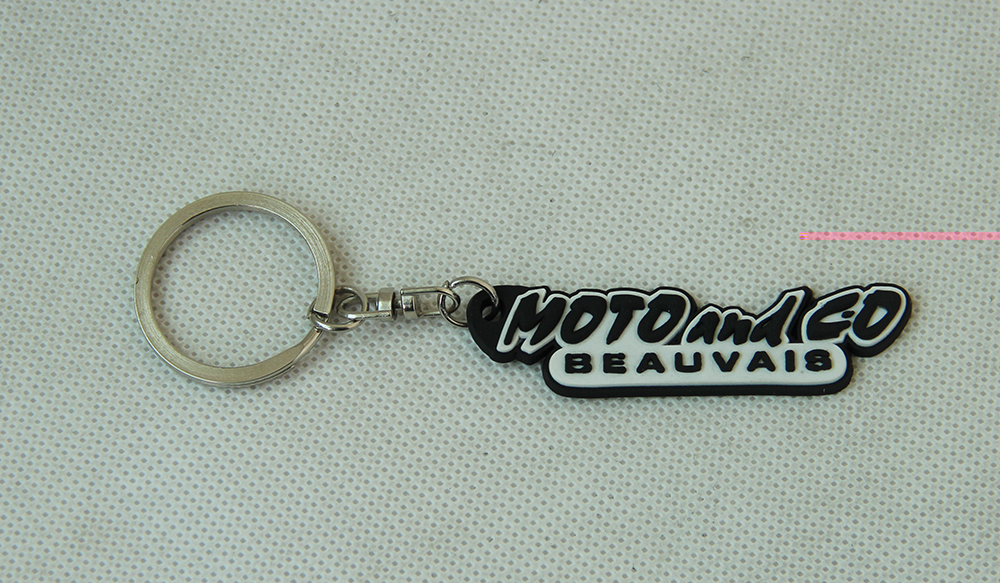 MOTO and CO
BEAUVAIS